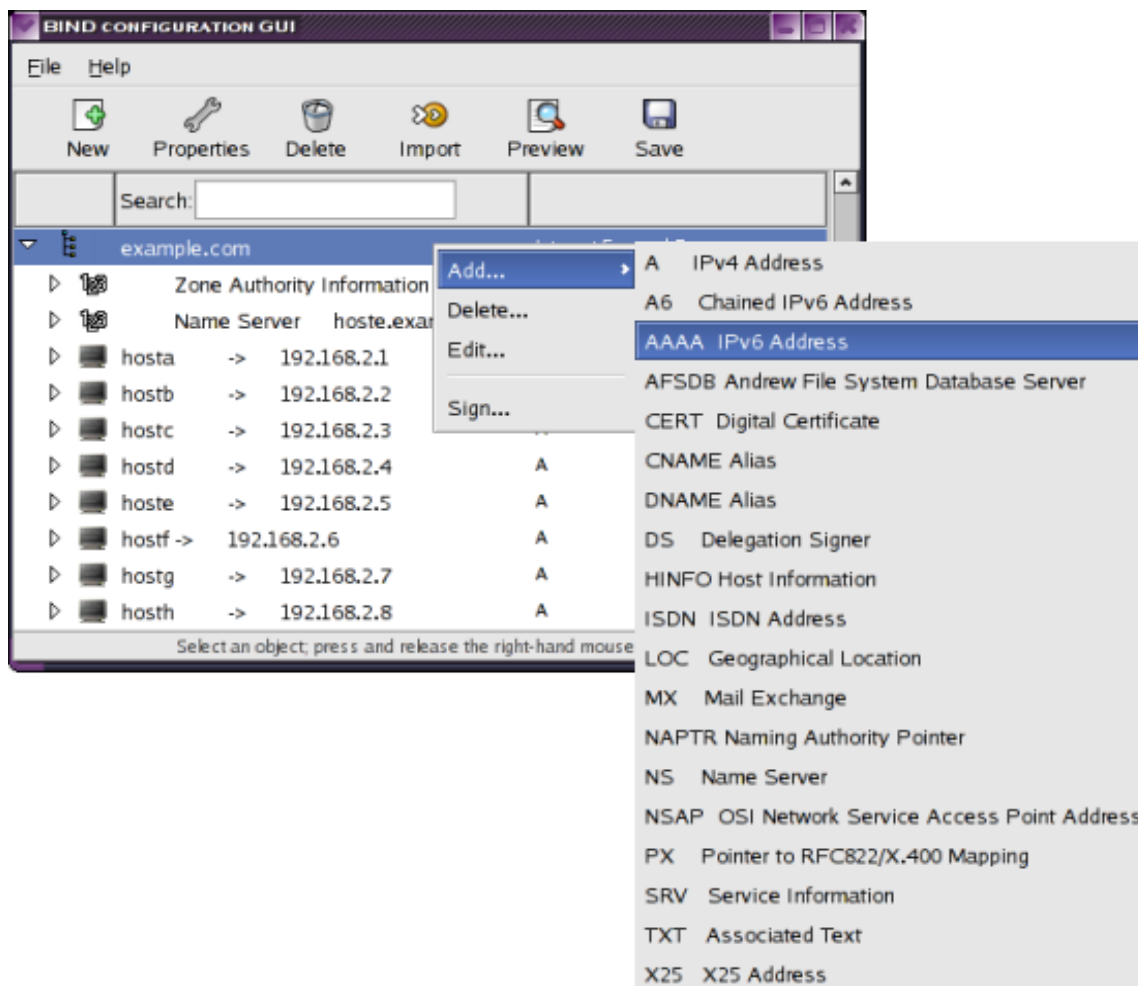 BIND CONFIGURATION GUI
File Help
New Properties Delete Import Preview Save
Search:
example.com
Zone Authority Information
Name Server hoste.exar
hosta -> 192.168.2.1
hostb -> 192.168.2.2
hostc -> 192.168.2.3
hostd -> 192.168.2.4 A
hoste -> 192.168.2.5 A
hostf -> 192.168.2.6 A
hostg -> 192.168.2.7 A
hosth -> 192.168.2.8 A
Select an object; press and release the right-hand mouse
Add...
Delete...
Edit...
Sign...
A IPv4 Address
A6 Chained IPv6 Address
AAAA IPv6 Address
AFSDB Andrew File System Database Server
CERT Digital Certificate
CNAME Alias
DNAME Alias
DS Delegation Signer
HINFO Host Information
ISDN ISDN Address
LOC Geographical Location
MX Mail Exchange
NAPTR Naming Authority Pointer
NS Name Server
NSAP OSI Network Service Access Point Address
PX Pointer to RFC822/X.400 Mapping
SRV Service Information
TXT Associated Text
X25 X25 Address